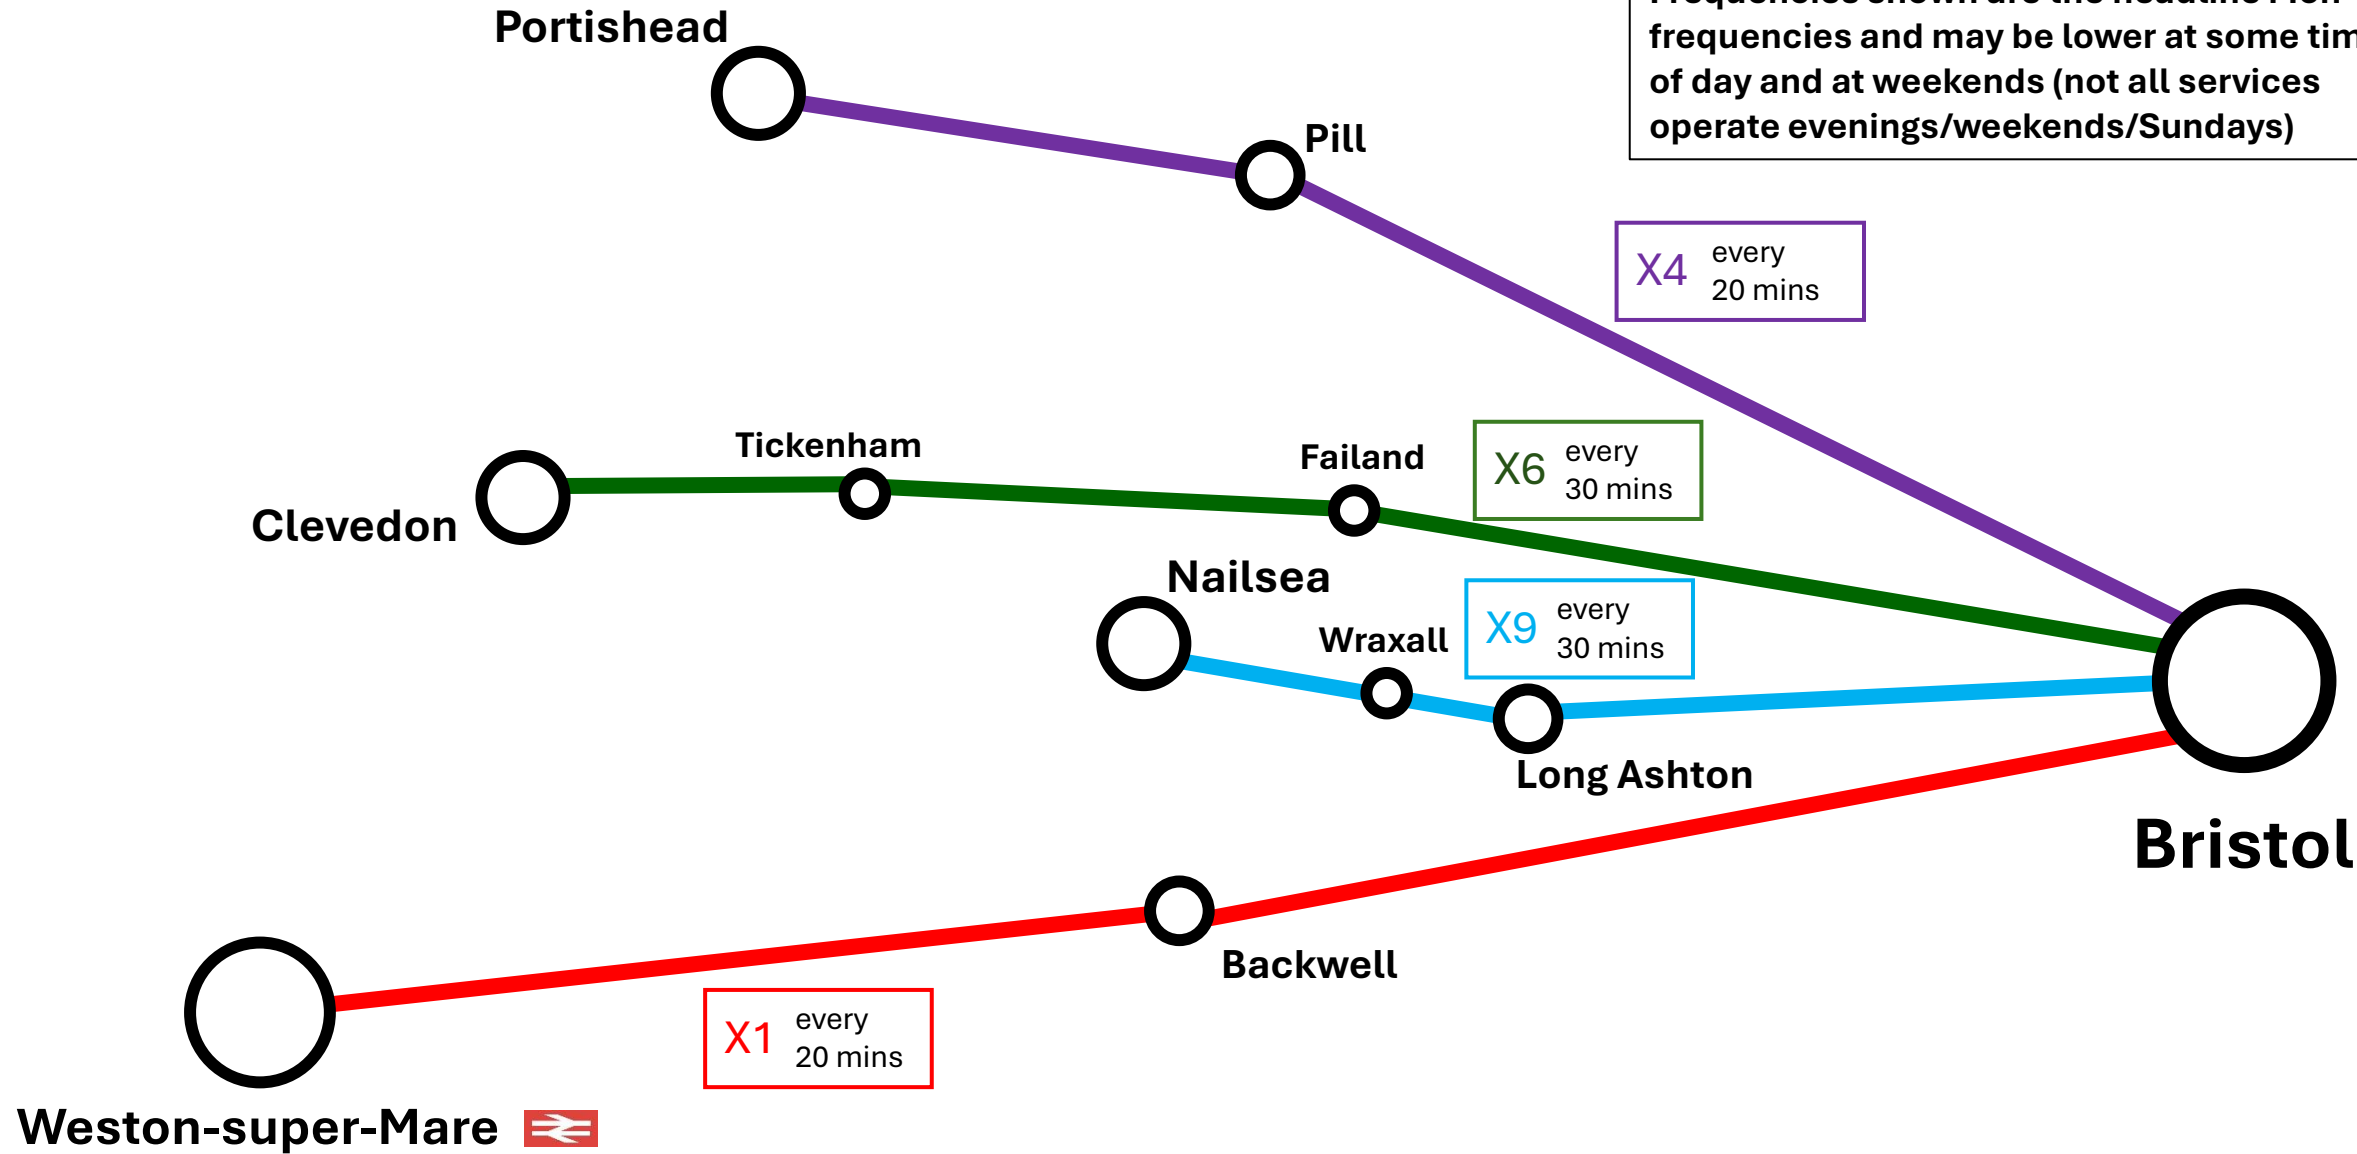 Portishead
frequencies and may be lower at some
of day and at weekends (not all services
operate evenings/weekends/Sundays)
Pill
X4 every
20 mins
Tickenham
Failand
X6 every
30 mins
Clevedon
Nailsea
X9 every
30 mins
Wraxall
Long Ashton
Bristol
Backwell
X1 every
20 mins
Weston-super-Mare